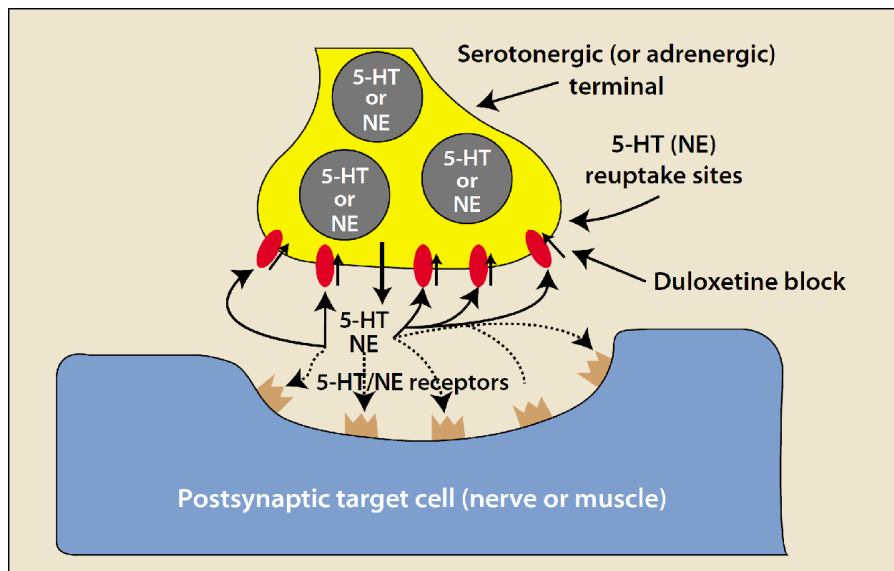 Serotonergic (or adrenergic)
terminal
5-HT
or
NE
5-HT
or
NE
5-HT
or
NE
5-HT (NE)
reuptake sites
Duloxetine block
5-HT
NE
5-HT/NE receptors
Postsynaptic target cell (nerve or muscle)